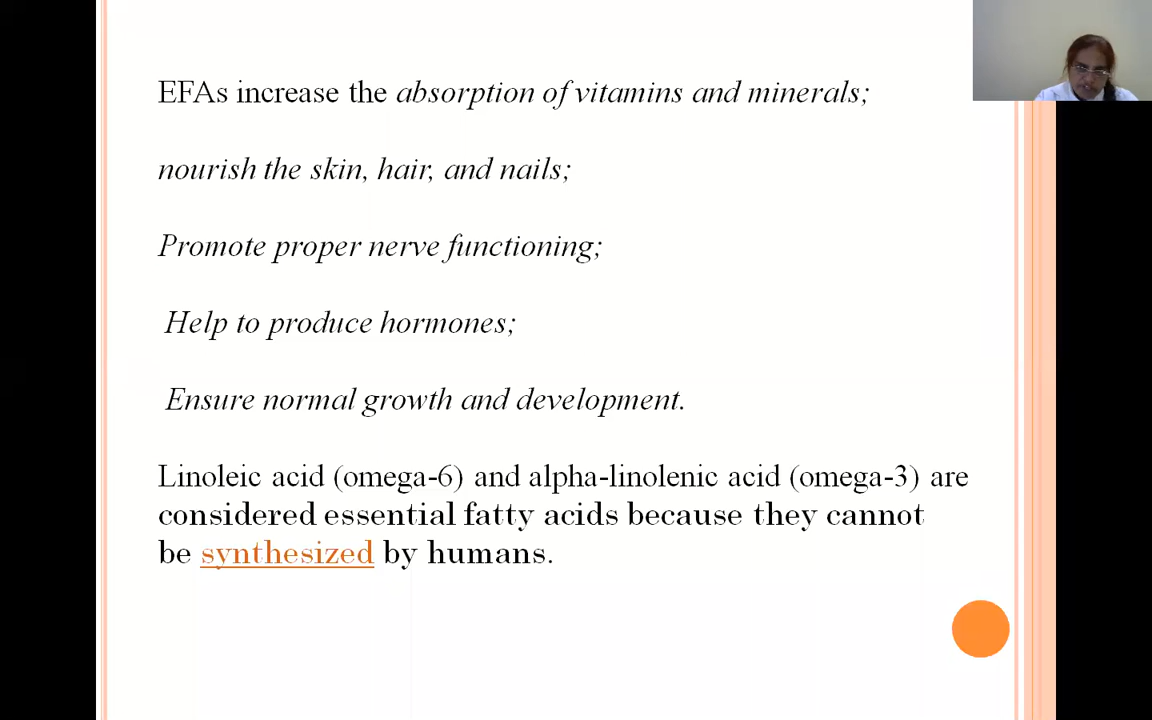 EFAs increase the absorption of vitamins and minerals;
nourish the skin, hair, and nails;
Promote proper nerve functioning;
Help to produce hormones;
Ensure normal growth and development.
Linoleic acid (omega-6) and alpha-linolenic acid (omega-3) are
considered essential fatty acids because they cannot
be synthesized by humans.